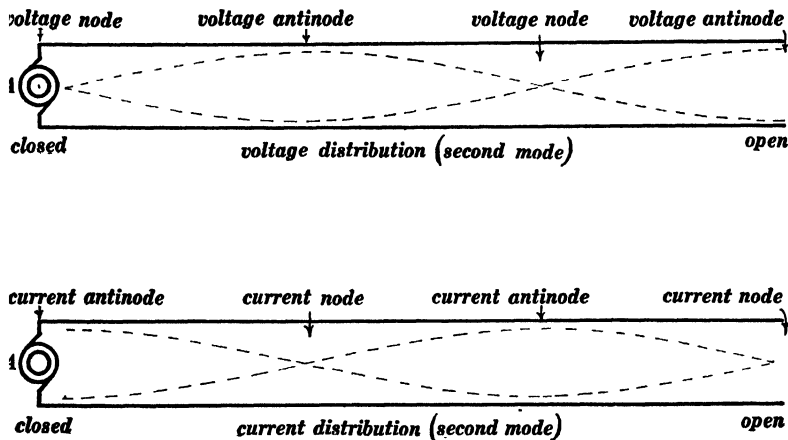 voltage node voltage antinode voltage node voltage antinode
closed
voltage distribution (second mode)
open
current antinode current node current antinode current node
closed
current distribution (second mode)
open